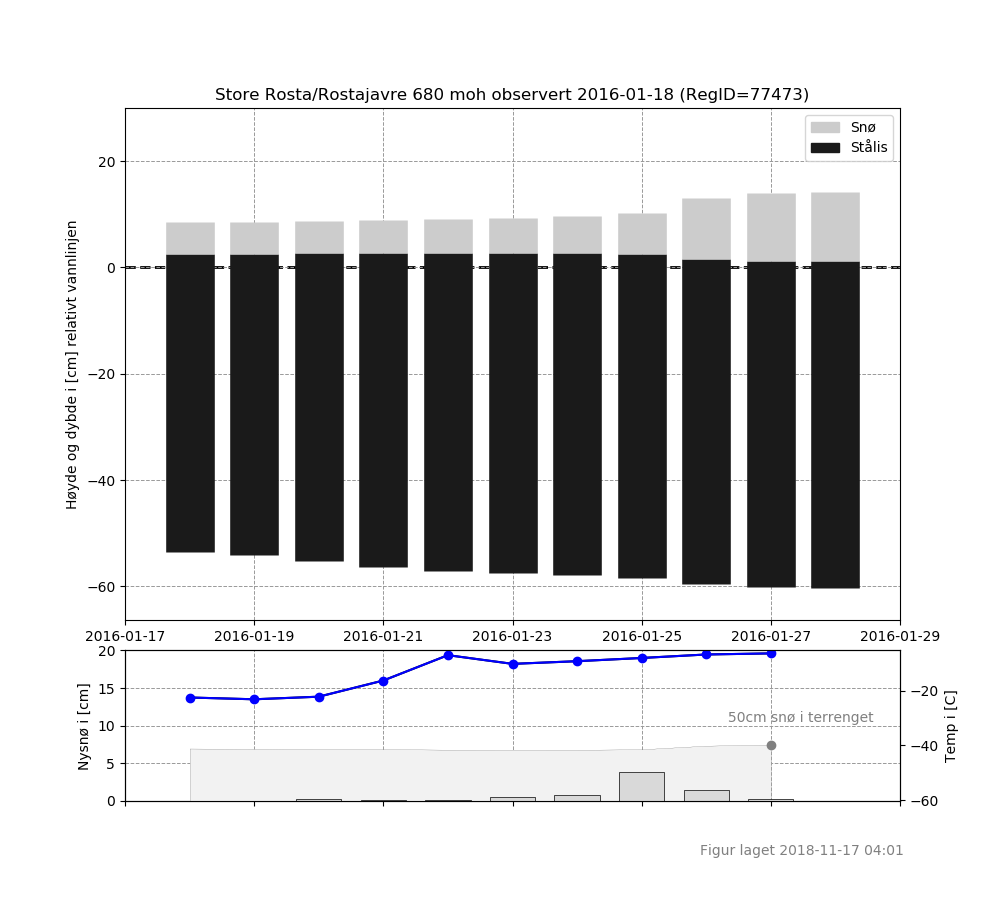 Store Rosta/Rostajavre 680 moh observert 2016-01-18 (RegID=77473)
Snø
Stålis
Høyde og dybde i [cm] relativt vannlinjen
20
0
−20
−40
−60
2016-01-17 2016-01-19 2016-01-21 2016-01-23 2016-01-25 2016-01-27 2016-01-29
Nysnø i [cm]
20
15
10
5
0
50cm snø i terrenget
−20
−40
−60
Temp i [C]
Figur laget 2018-11-17 04:01